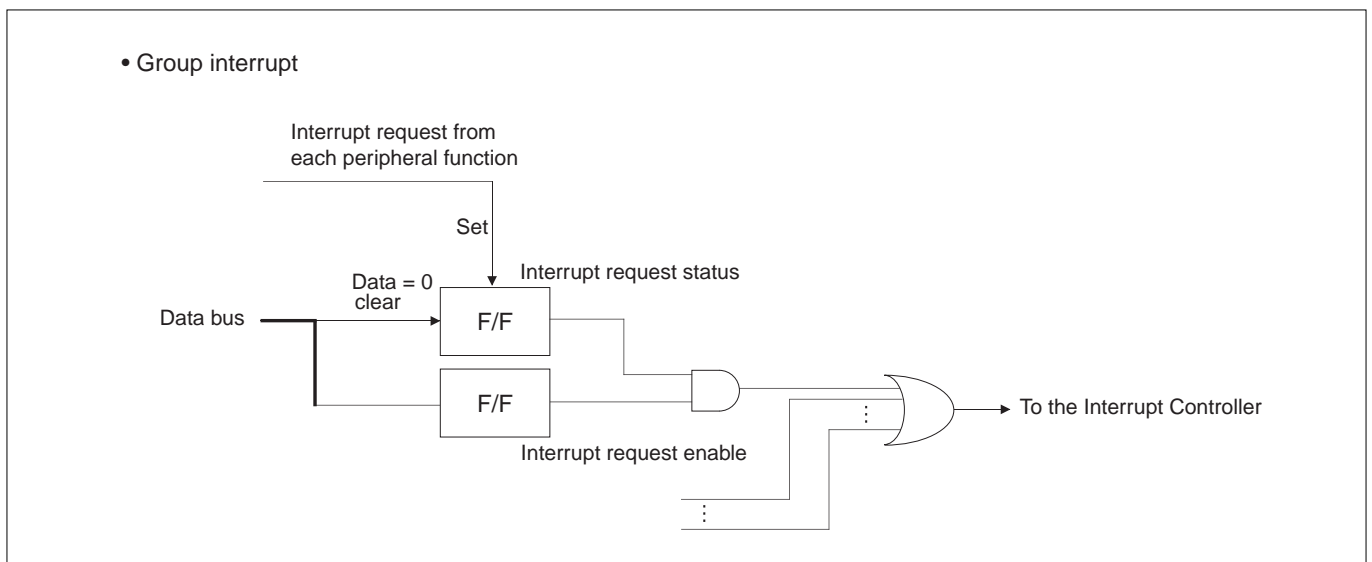 • Group interrupt
Interrupt request from
each peripheral function
Set
Data = 0
clear
Interrupt request status
Data bus
F/F
F/F
To the Interrupt Controller
Interrupt request enable